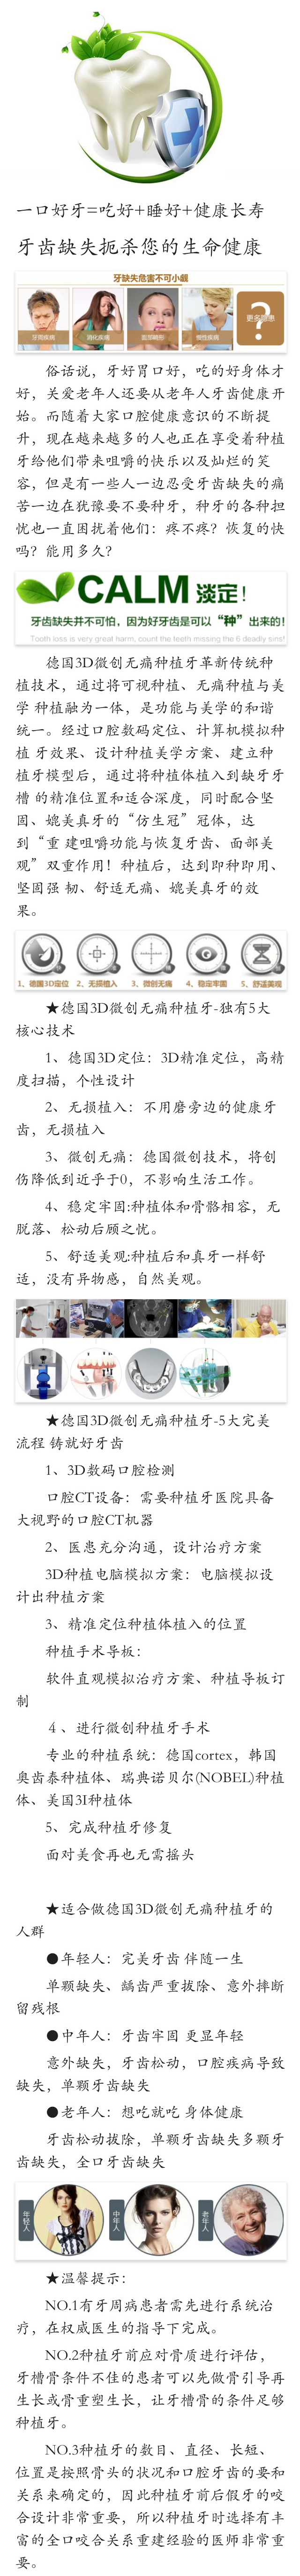 一口好牙=吃好+睡好+健康长寿
牙齿缺失扼杀您的生命健康
牙缺失危害不可小觑
牙周疾病
消化疾病
面部畸形
慢性疾病
?
俗话说，牙好胃口好，吃的好身体才
好，关爱老年人还要从老年人牙齿健康开
始。而随着大家口腔健康意识的不断提
升，现在越来越多的人也正在享受着种植
牙给他们带来咀嚼的快乐以及灿烂的笑
容，但是有一些人一边忍受牙齿缺失的痛
苦一边在犹豫要不要种牙，种牙的各种担
忧也一直困扰着他们：疼不疼？恢复的快
吗？能用多久？
CALM 淡定！
牙齿缺失并不可怕，因为好牙齿是可以“种”出来的！
Tooth loss is very great harm, count the teeth missing the 6 deadly sins!
德国3D微创无痛种植牙革新传统种
植技术，通过将可视种植、无痛种植与美
学 种植融为一体，是功能与美学的和谐
统一。经过口腔数码定位、计算机模拟种
植 牙效果、设计种植美学方案、建立种
植牙模型后，通过将种植体植入到缺牙牙
槽 的精准位置和适合深度，同时配合坚
固、媲美真牙的“仿生冠”冠体，达
到“重 建咀嚼功能与恢复牙齿、面部美
观”双重作用！种植后，达到即种即用、
坚固强 韧、舒适无痛、媲美真牙的效
果。
1、德国3D定位 2、无损植入 3、微创无痛 4、稳定牢固 5、舒适美观
★德国3D微创无痛种植牙-独有5大
核心技术
1、德国3D定位：3D精准定位，高精
度扫描，个性设计
2、无损植入：不用磨旁边的健康牙
齿，无损植入
3、微创无痛：德国微创技术，将创
伤降低到近乎于0，不影响生活工作。
4、稳定牢固:种植体和骨骼相容，无
脱落、松动后顾之忧。
5、舒适美观:种植后和真牙一样舒
适，没有异物感，自然美观。
★德国3D微创无痛种植牙-5大完美
流程 铸就好牙齿
1、3D数码口腔检测
口腔CT设备：需要种植牙医院具备
大视野的口腔CT机器
2、医患充分沟通，设计治疗方案
3D种植电脑模拟方案：电脑模拟设
计出种植方案
3、精准定位种植体植入的位置
种植手术导板：
软件直观模拟治疗方案、种植导板订
制
４、进行微创种植牙手术
专业的种植系统：德国cortex，韩国
奥齿泰种植体、瑞典诺贝尔(NOBEL)种植
体、美国3I种植体
5、完成种植牙修复
面对美食再也无需摇头
★适合做德国3D微创无痛种植牙的
人群
●年轻人：完美牙齿 伴随一生
单颗缺失、龋齿严重拔除、意外摔断
留残根
●中年人：牙齿牢固 更显年轻
意外缺失，牙齿松动，口腔疾病导致
缺失，单颗牙齿缺失
●老年人：想吃就吃 身体健康
牙齿松动拔除，单颗牙齿缺失多颗牙
齿缺失，全口牙齿缺失
年轻人
中年人
老年人
★温馨提示：
NO.1有牙周病患者需先进行系统治
疗，在权威医生的指导下完成。
NO.2种植牙前应对骨质进行评估，
牙槽骨条件不佳的患者可以先做骨引导再
生长或骨重塑生长，让牙槽骨的条件足够
种植牙。
NO.3种植牙的数目、直径、长短、
位置是按照骨头的状况和口腔牙齿的要和
关系来确定的，因此种植牙前后假牙的咬
合设计非常重要，所以种植牙时选择有丰
富的全口咬合关系重建经验的医师非常重
要。